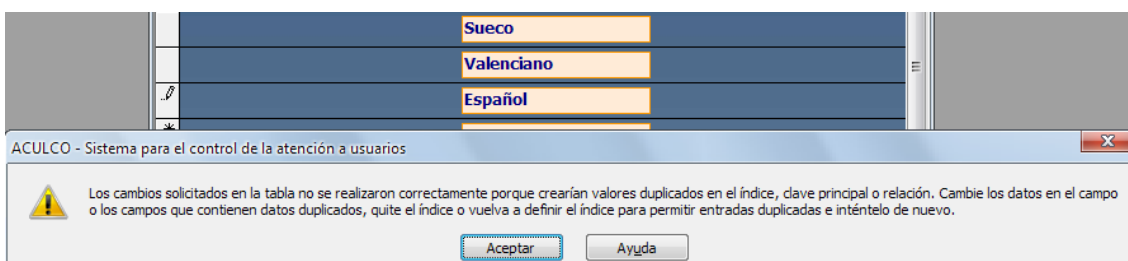 Sueco
Valenciano
Español
ACULCO - Sistema para el control de la atención a usuarios
Los cambios solicitados en la tabla no se realizaron correctamente porque crearían valores duplicados en el índice, clave principal o relación. Cambie los datos en el campo
o los campos que contienen datos duplicados, quite el índice o vuelva a definir el índice para permitir entradas duplicadas e inténtelo de nuevo.
Aceptar Ayuda